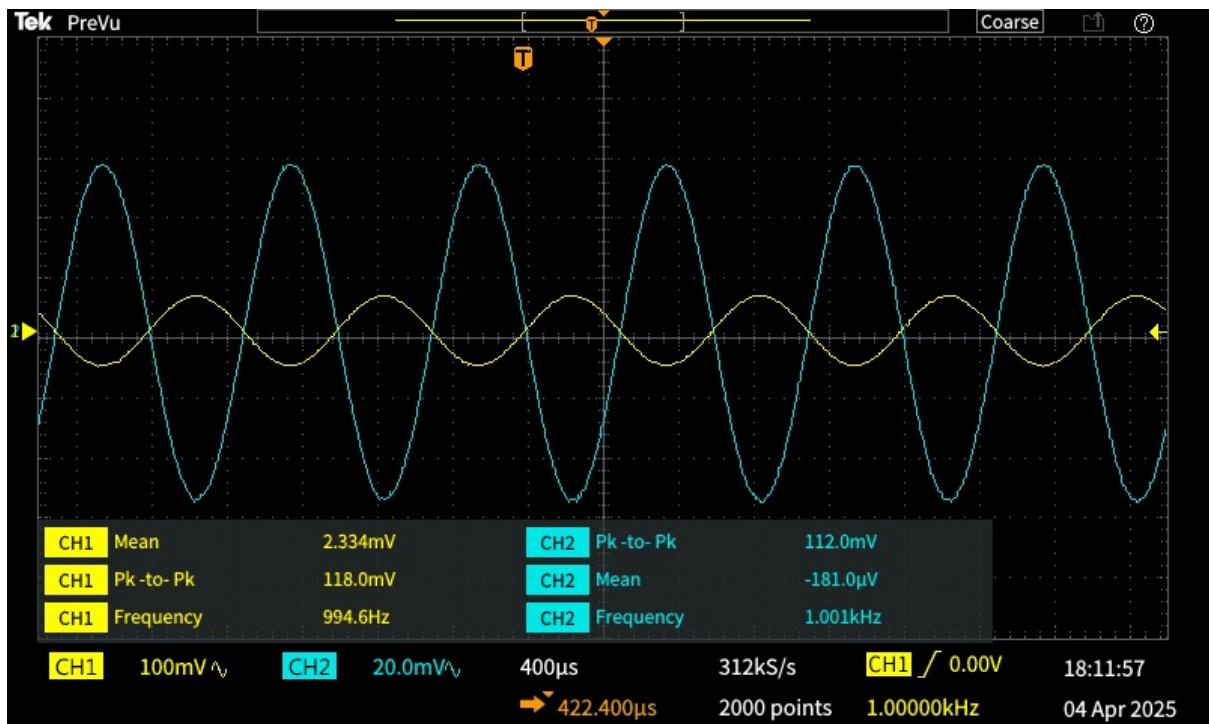 Tek PreVu T Coarse ?
T
1
CH1 Mean 2.334mV CH2 Pk -to- Pk 112.0mV
CH1 Pk -to- Pk 118.0mV CH2 Mean -181.0µV
CH1 Frequency 994.6Hz CH2 Frequency 1.001kHz
CH1 100mV CH2 20.0mV 400µs 312kS/s CH1 0.00V 18:11:57
422.400µs 2000 points 1.00000kHz 04 Apr 2025